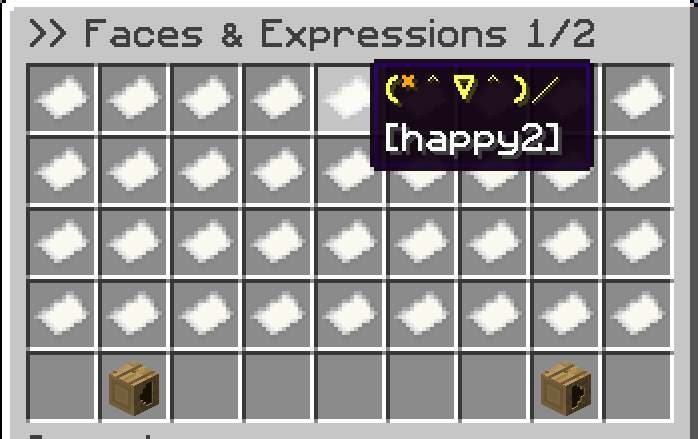 >> Faces & Expressions 1/2
(*＾▽＾)／
[happy2]